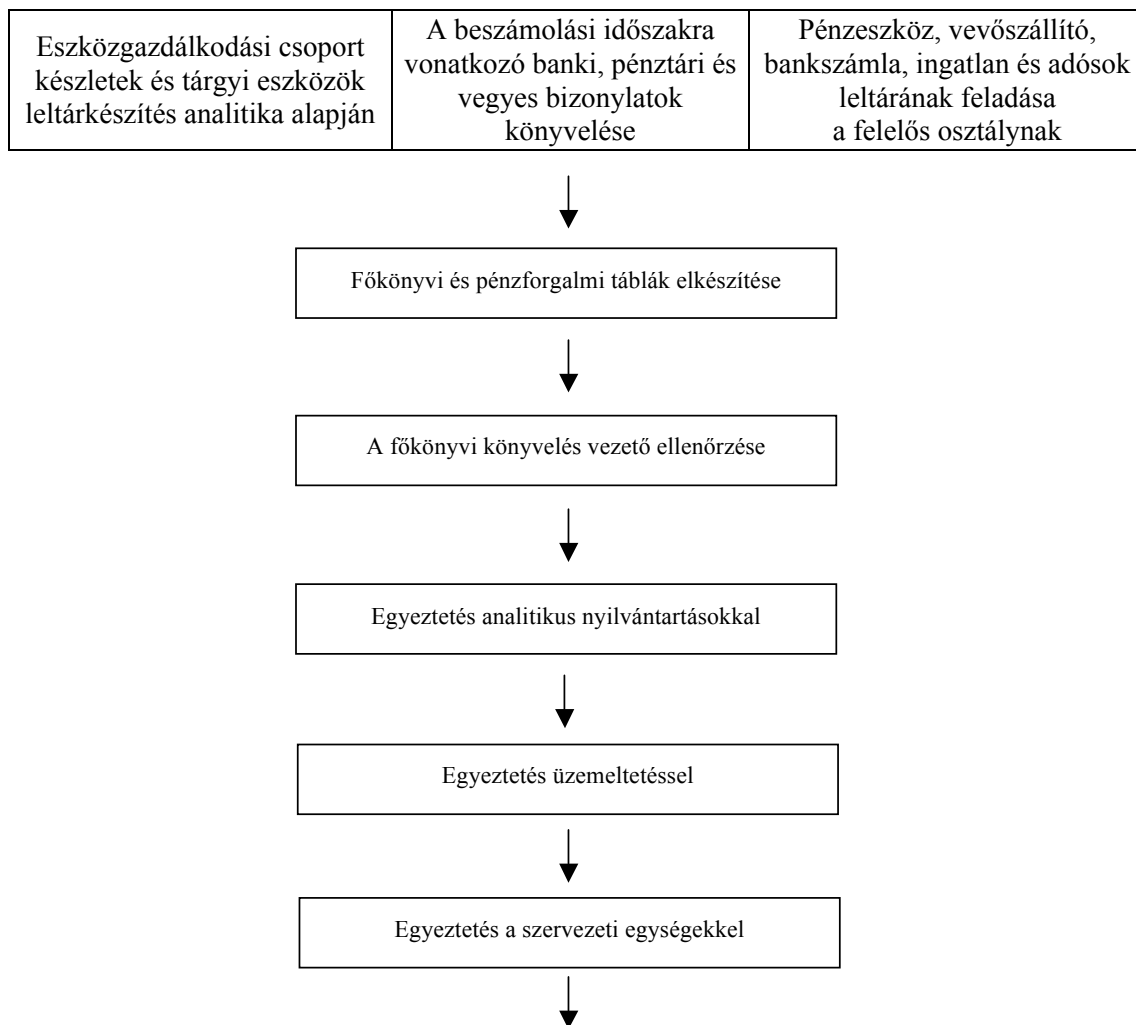 Eszközgazdálkodási csoport
készletek és tárgyi eszközök
leltárkészítés analitika alapján
A beszámolási időszakra
vonatkozó banki, pénztári és
vegyes bizonylatok
könyvelése
Pénzeszköz, vevőszállító,
bankszámla, ingatlan és adósok
leltárának feladása
a felelős osztálynak
Főkönyvi és pénzforgalmi táblák elkészítése
A főkönyvi könyvelés vezető ellenőrzése
Egyeztetés analitikus nyilvántartásokkal
Egyeztetés üzemeltetéssel
Egyeztetés a szervezeti egységekkel